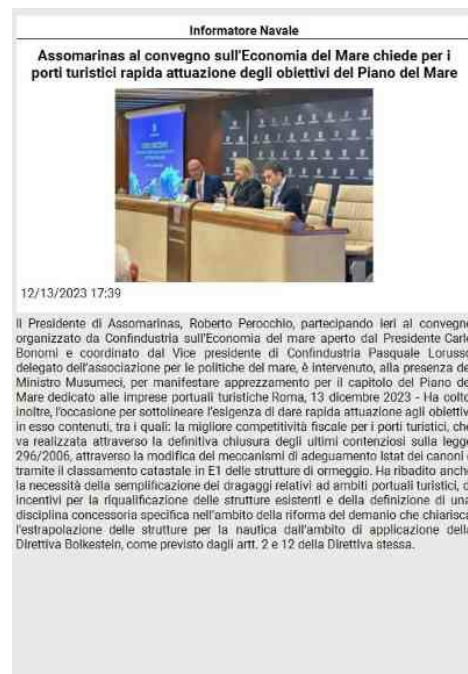 Informatore Navale
Assomarinas al convegno sull'Economia del Mare chiede per i
porti turistici rapida attuazione degli obiettivi del Piano del Mare
12/13/2023 17:39
Il Presidente di Assomarinas, Roberto Perocchio, partecipando ieri al convegno
organizzato da Confindustria sull'Economia del mare aperto dal Presidente Carlo
Bonomi e coordinato dal Vice presidente di Confindustria Pasquale Lorusso
delegato dell'associazione per le politiche del mare, è intervenuto, alla presenza de
Ministro Musumeci, per manifestare apprezzamento per il capitolo del Piano de
Mare dedicato alle imprese portuali turistiche Roma, 13 dicembre 2023 - Ha colto
inoltre, l'occasione per sottolineare l'esigenza di dare rapida attuazione agli obiettivi
in esso contenuti, tra i quali: la migliore competitività fiscale per i porti turistici, che
va realizzata attraverso la definitiva chiusura degli ultimi contenziosi sulla legge
296/2006, attraverso la modifica dei meccanismi di adeguamento Istat dei canoni e
tramite il classamento catastale in E1 delle strutture di ormeggio. Ha ribadito anche
la necessità della semplificazione dei dragaggi relativi ad ambiti portuali turistici, d
incentivi per la riqualificazione delle strutture esistenti e della definizione di una
disciplina concessoria specifica nell'ambito della riforma del demanio che chiarisca
l'estrapolazione delle strutture per la nautica dall'ambito di applicazione della
Direttiva Bolkestein, come previsto dagli artt. 2 e 12 della Direttiva stessa.